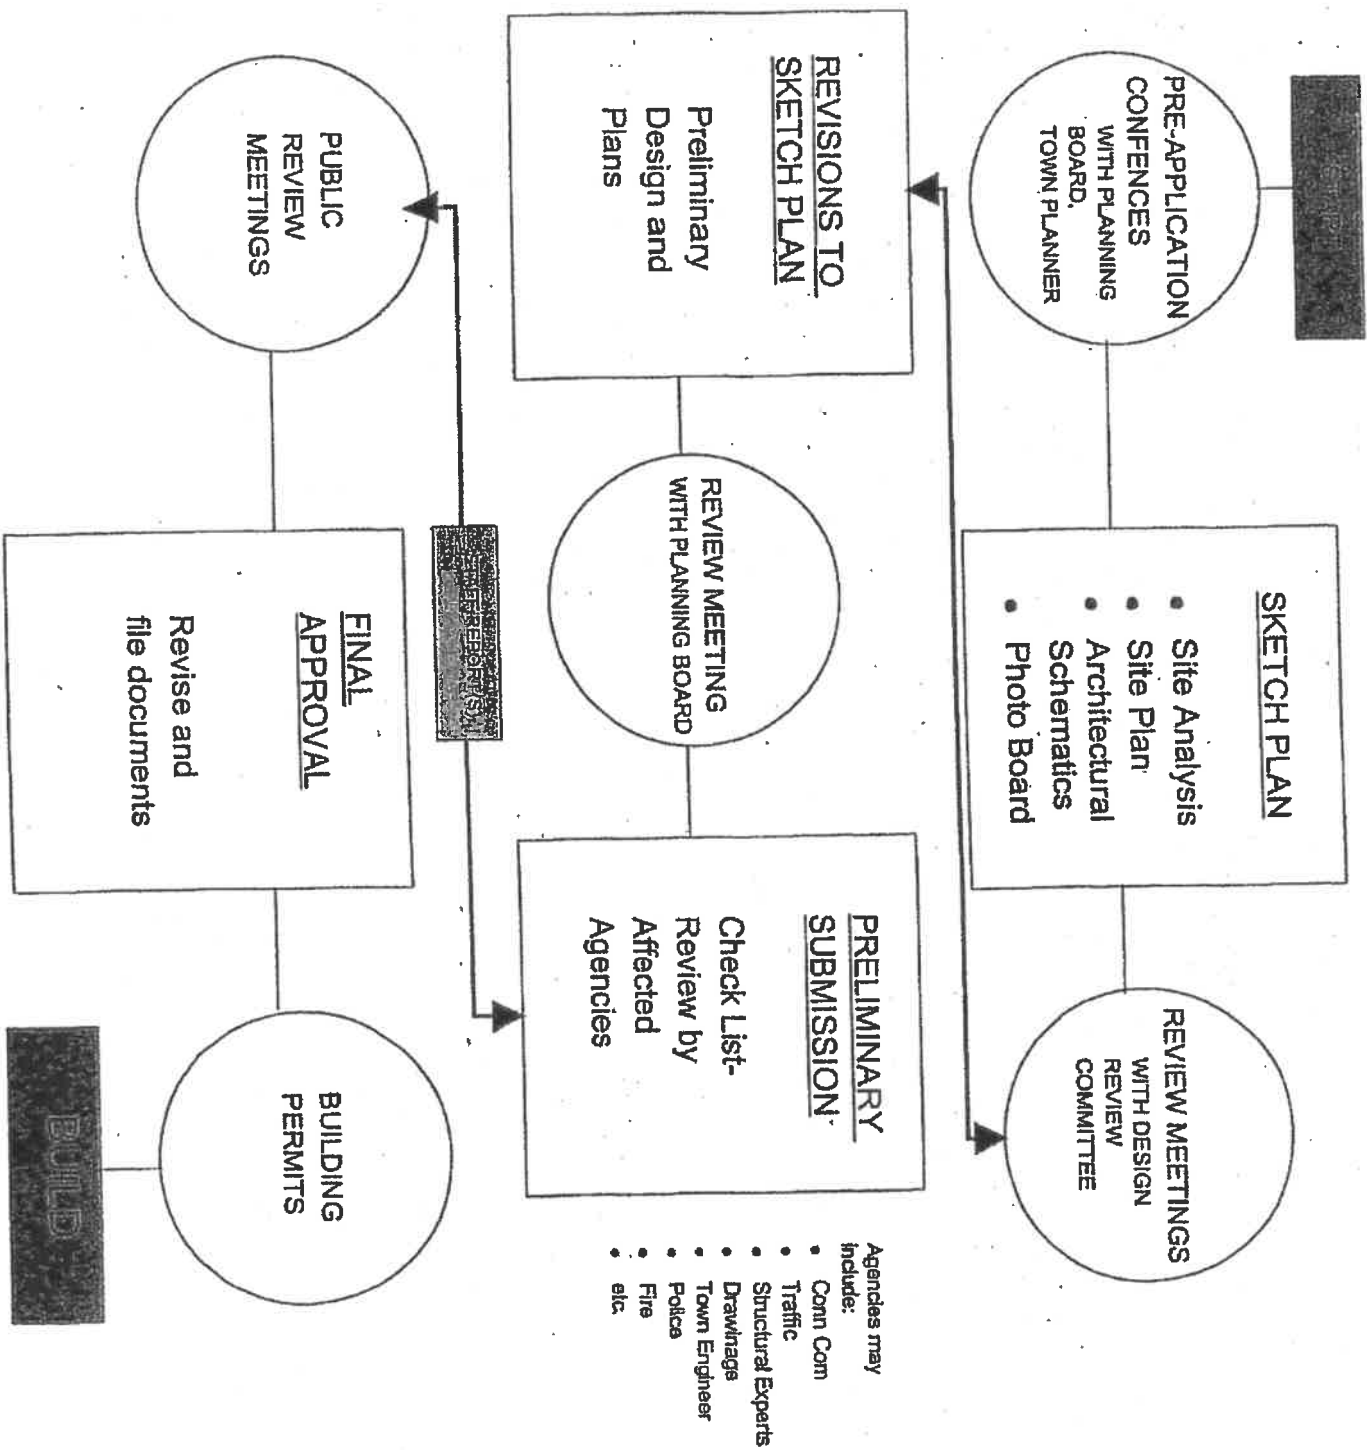 PRE-APPLICATION
CONFENCES
WITH PLANNING
BOARD,
TOWN PLANNER
SKETCH PLAN
• Site Analysis
• Site Plan
• Architectural
Schematics
• Photo Board
REVIEW MEETINGS
WITH DESIGN
REVIEW
COMMITTEE
REVISIONS TO
SKETCH PLAN
Preliminary
Design and
Plans
REVIEW MEETING
WITH PLANNING BOARD
PRELIMINARY
SUBMISSION
Check List-
Review by
Affected
Agencies
Agencies may
include:
• Conn Com
• Traffic
• Structural Experts
• Drawinage
• Town Engineer
• Police
• Fire
• etc.
REPORT(S)
PUBLIC
REVIEW
MEETINGS
FINAL
APPROVAL
Revise and
file documents
BUILDING
PERMITS
BUILD